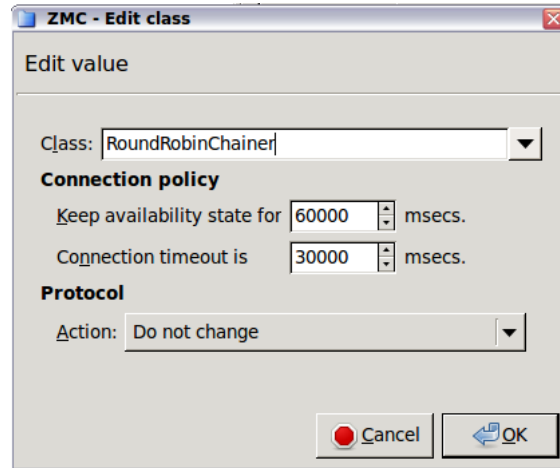 ZMC - Edit class
Edit value
Class: RoundRobinChainer
Connection policy
Keep availability state for 60000 msecs.
Connection timeout is 30000 msecs.
Protocol
Action: Do not change
Cancel OK